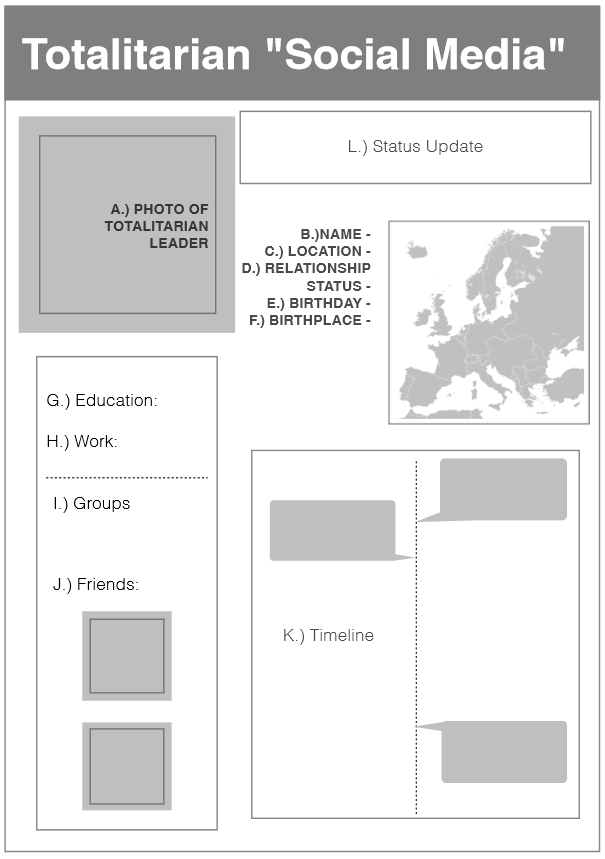 Totalitarian "Social Media"
L.) Status Update
A.) PHOTO OF
TOTALITARIAN
LEADER
B.)NAME -
C.) LOCATION -
D.) RELATIONSHIP
STATUS -
E.) BIRTHDAY -
F.) BIRTHPLACE -
G.) Education:
H.) Work:
I.) Groups
J.) Friends:
K.) Timeline